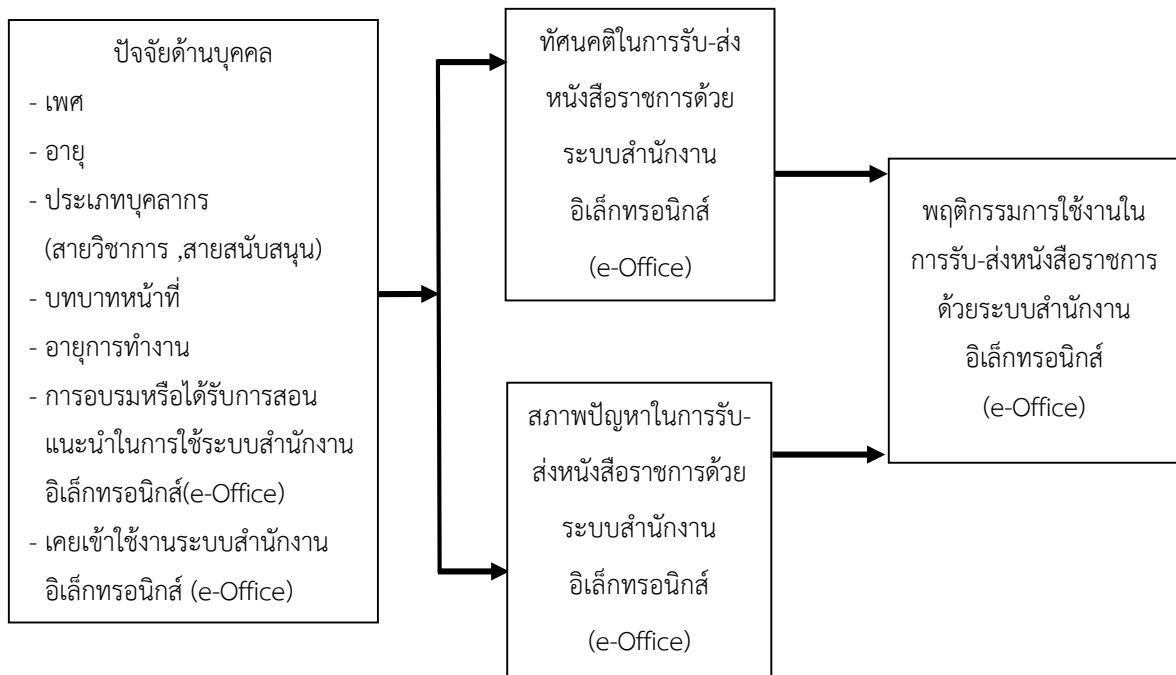 ปัจจัยด้านบุคคล
- เพศ
- อายุ
- ประเภทบุคลากร
(สายวิชาการ ,สายสนับสนุน)
- บทบาทหน้าที่
- อายุการทำงาน
- การอบรมหรือได้รับการสอน
แนะนำในการใช้ระบบสำนักงาน
อิเล็กทรอนิกส์(e-Office)
- เคยเข้าใช้งานระบบสำนักงาน
อิเล็กทรอนิกส์ (e-Office)
ทัศนคติในการรับ-ส่ง
หนังสือราชการด้วย
ระบบสำนักงาน
อิเล็กทรอนิกส์
(e-Office)
สภาพปัญหาในการรับ-
ส่งหนังสือราชการด้วย
ระบบสำนักงาน
อิเล็กทรอนิกส์
(e-Office)
พฤติกรรมการใช้งานใน
การรับ-ส่งหนังสือราชการ
ด้วยระบบสำนักงาน
อิเล็กทรอนิกส์
(e-Office)